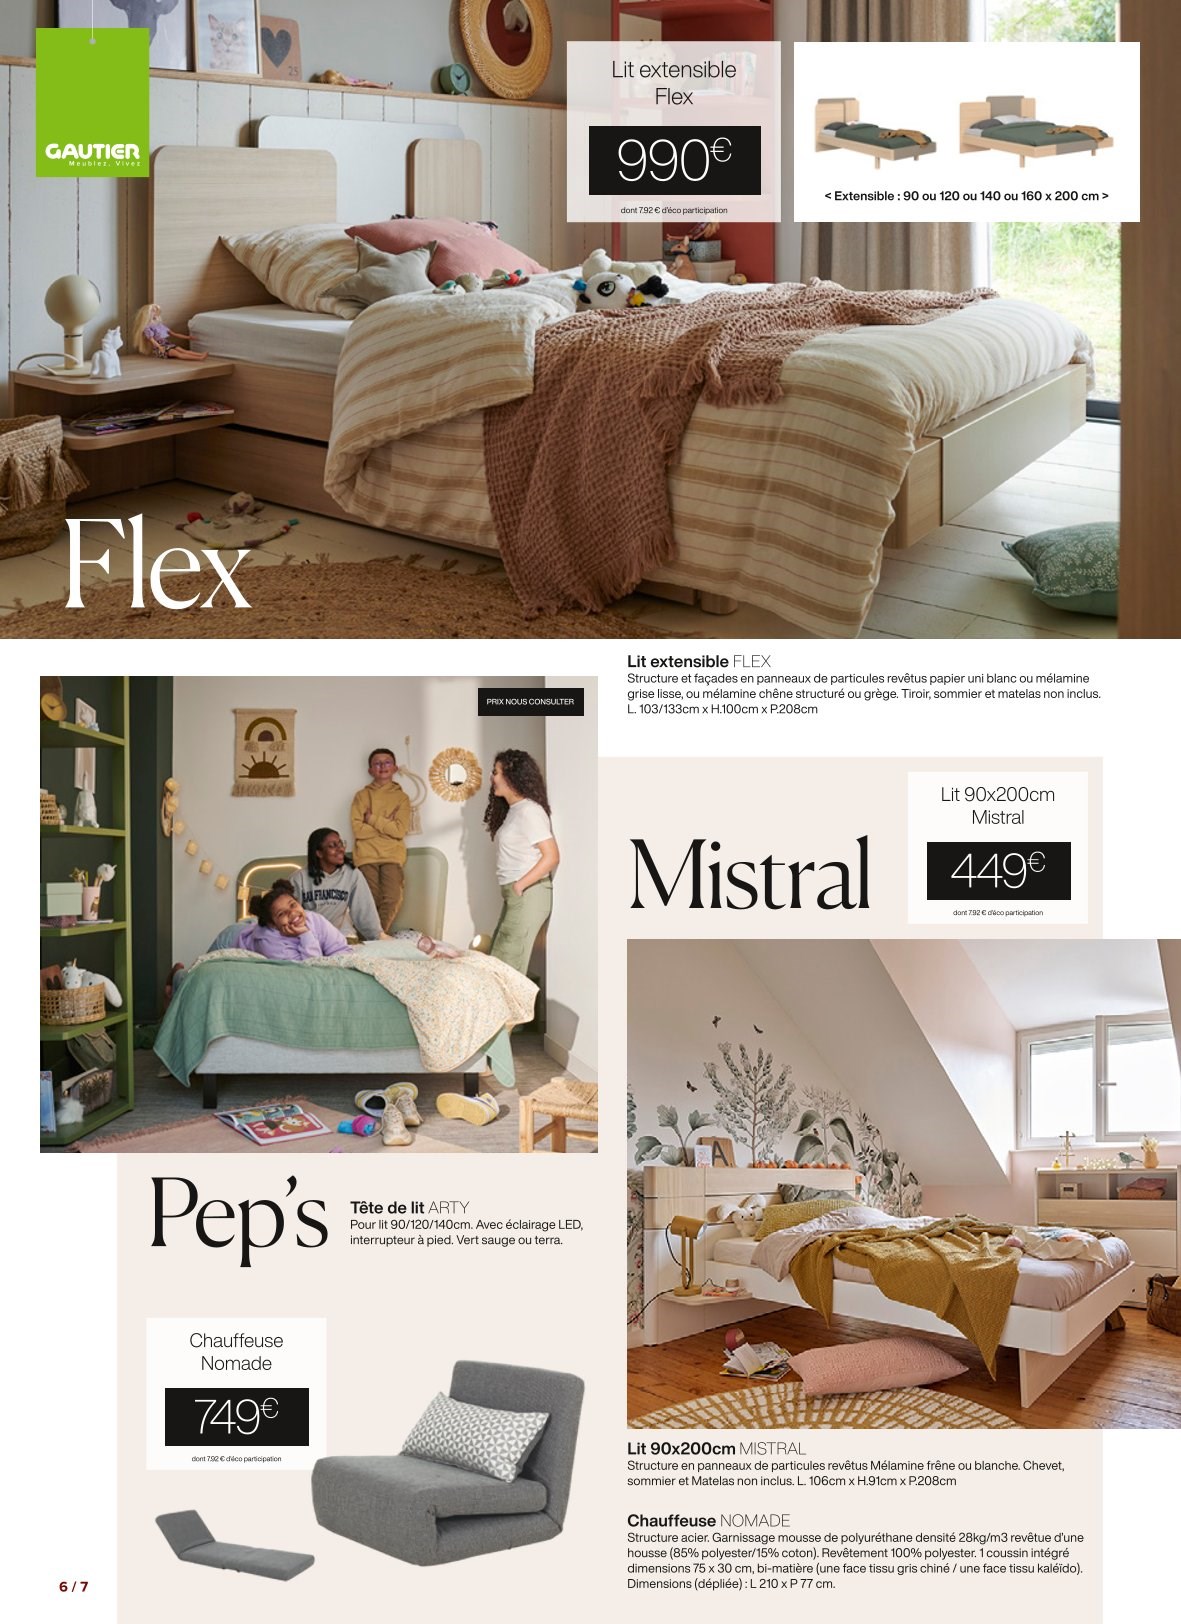 GAUTIER
Meublez. Vivez
Lit extensible
Flex
990€
dont 7.92 € d'éco participation
< Extensible : 90 ou 120 ou 140 ou 160 x 200 cm >
Flex
Lit extensible FLEX
Structure et façades en panneaux de particules revêtus papier uni blanc ou mélamine
grise lisse, ou mélamine chêne structuré ou grège. Tiroir, sommier et matelas non inclus.
L. 103/133cm x H.100cm x P.208cm
PRIX NOUS CONSULTER
SAN FRANCISCO
Mistral
Lit 90x200cm
Mistral
449€
dont 7.92 € d'éco participation
A
Pep's
Tête de lit ARTY
Pour lit 90/120/140cm. Avec éclairage LED,
interrupteur à pied. Vert sauge ou terra.
Chauffeuse
Nomade
749€
dont 7.92 € d'éco participation
Lit 90x200cm MISTRAL
Structure en panneaux de particules revêtus Mélamine frêne ou blanche. Chevet,
sommier et Matelas non inclus. L. 106cm x H.91cm x P.208cm
Chauffeuse NOMADE
Structure acier. Garnissage mousse de polyuréthane densité 28kg/m3 revêtue d'une
housse (85% polyester/15% coton). Revêtement 100% polyester. 1 coussin intégré
dimensions 75 x 30 cm, bi-matière (une face tissu gris chiné / une face tissu kaléïdo).
Dimensions (dépliée) : L 210 x P 77 cm.
6 / 7